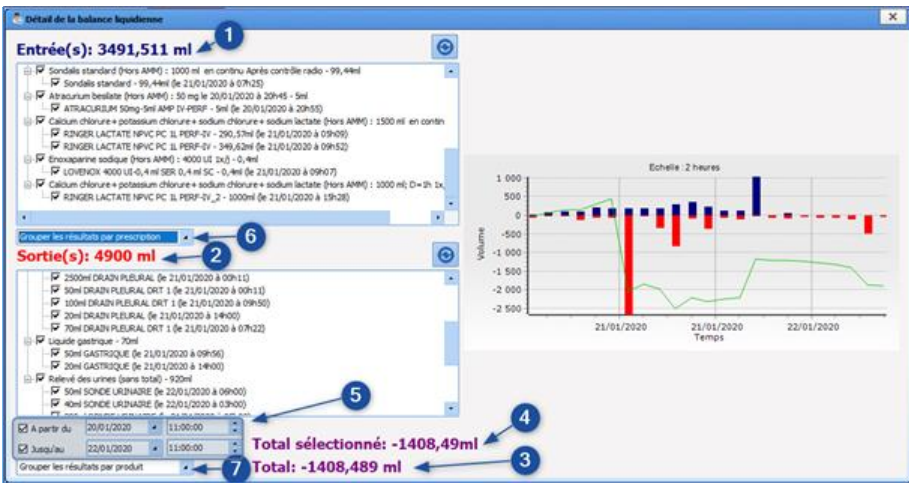 Détail de la balance liquidienne
Entrée(s): 3491,511 ml
1
Sondalis standard (Hors AMM) : 1000 ml en continu Après contrôle radio - 99,44ml
Sondalis standard - 99,44ml (le 21/01/2020 à 07h25)
Atracurium besilate (Hors AMM) : 50 mg le 20/01/2020 à 20h45 - 5ml
ATRACURIUM 50mg-5ml AMP IV-PERF - 5ml (le 20/01/2020 à 20h55)
Calcium chlorure+ potassium chlorure+ sodium chlorure+ sodium lactate (Hors AMM) : 1500 ml en contin
RINGER LACTATE NPVC PC 1L PERF-IV - 290,57ml (le 21/01/2020 à 05h09)
RINGER LACTATE NPVC PC 1L PERF-IV - 349,62ml (le 21/01/2020 à 09h52)
Enoxaparine sodique (Hors AMM) : 4000 UI 1x/j - 0,4ml
LOVENOX 4000 UI-0,4 ml SER 0,4 ml SC - 0,4ml (le 21/01/2020 à 09h07)
Calcium chlorure+ potassium chlorure+ sodium chlorure+ sodium lactate (Hors AMM) : 1000 ml; D=1h 1x,
RINGER LACTATE NPVC PC 1L PERF-IV_2 - 1000ml (le 21/01/2020 à 15h28)
Grouper les résultats par prescription
6
Sortie(s): 4900 ml
2
2500ml DRAIN PLEURAL (le 21/01/2020 à 00h11)
50ml DRAIN PLEURAL DRT 1 (le 21/01/2020 à 00h11)
100ml DRAIN PLEURAL DRT 1 (le 21/01/2020 à 09h50)
20ml DRAIN PLEURAL (le 21/01/2020 à 14h00)
70ml DRAIN PLEURAL DRT 1 (le 21/01/2020 à 07h22)
Liquide gastrique - 70ml
50ml GASTRIQUE (le 21/01/2020 à 09h56)
20ml GASTRIQUE (le 21/01/2020 à 14h00)
Relevé des urines (sans total) - 920ml
50ml SONDE URINAIRE (le 22/01/2020 à 06h00)
40ml SONDE URINAIRE (le 22/01/2020 à 03h00)
5
A partir du 20/01/2020 11:00:00
Jusqu'au 22/01/2020 11:00:00
Total sélectionné: -1408,49ml
4
Grouper les résultats par produit
7
Total: -1408,489 ml
3
Echelle : 2 heures
Volume
1 000
500
0
-500
-1 000
-1 500
-2 000
-2 500
21/01/2020 21/01/2020 22/01/2020
Temps